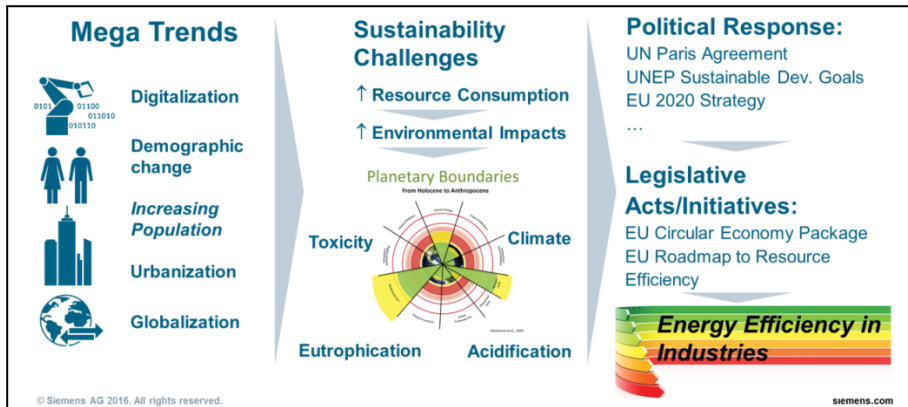 Mega Trends
0101
01100
011010
010110
Digitalization
Demographic
change
Increasing
Population
Urbanization
Globalization
Sustainability
Challenges
↑ Resource Consumption
↑ Environmental Impacts
Planetary Boundaries
From Holocene to Anthropocene
Toxicity
Climate
Eutrophication
Acidification
Political Response:
UN Paris Agreement
UNEP Sustainable Dev. Goals
EU 2020 Strategy
…
Legislative
Acts/Initiatives:
EU Circular Economy Package
EU Roadmap to Resource
Efficiency
Energy Efficiency in
Industries
© Siemens AG 2016. All rights reserved.
siemens.com